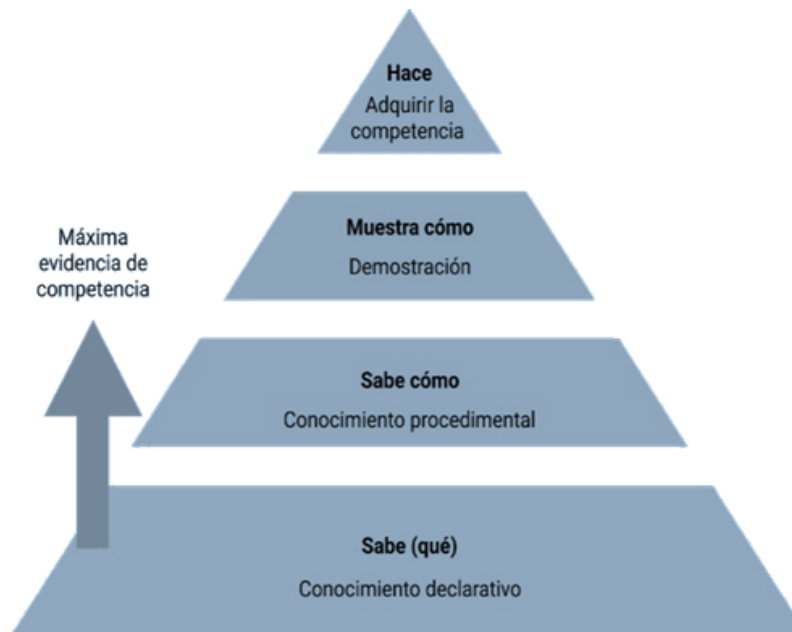 Hace
Adquirir la
competencia
Muestra cómo
Demostración
Máxima
evidencia de
competencia
Sabe cómo
Conocimiento procedimental
Sabe (qué)
Conocimiento declarativo